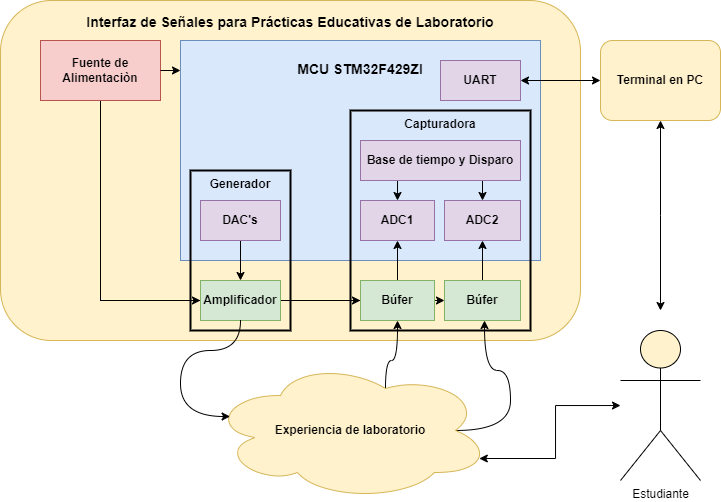 Interfaz de Señales para Prácticas Educativas de Laboratorio
Fuente de
Alimentación
MCU STM32F429ZI
UART
Terminal en PC
Capturadora
Base de tiempo y Disparo
Generador
DAC's
ADC1
ADC2
Amplificador
Búfer
Búfer
Experiencia de laboratorio
Estudiante